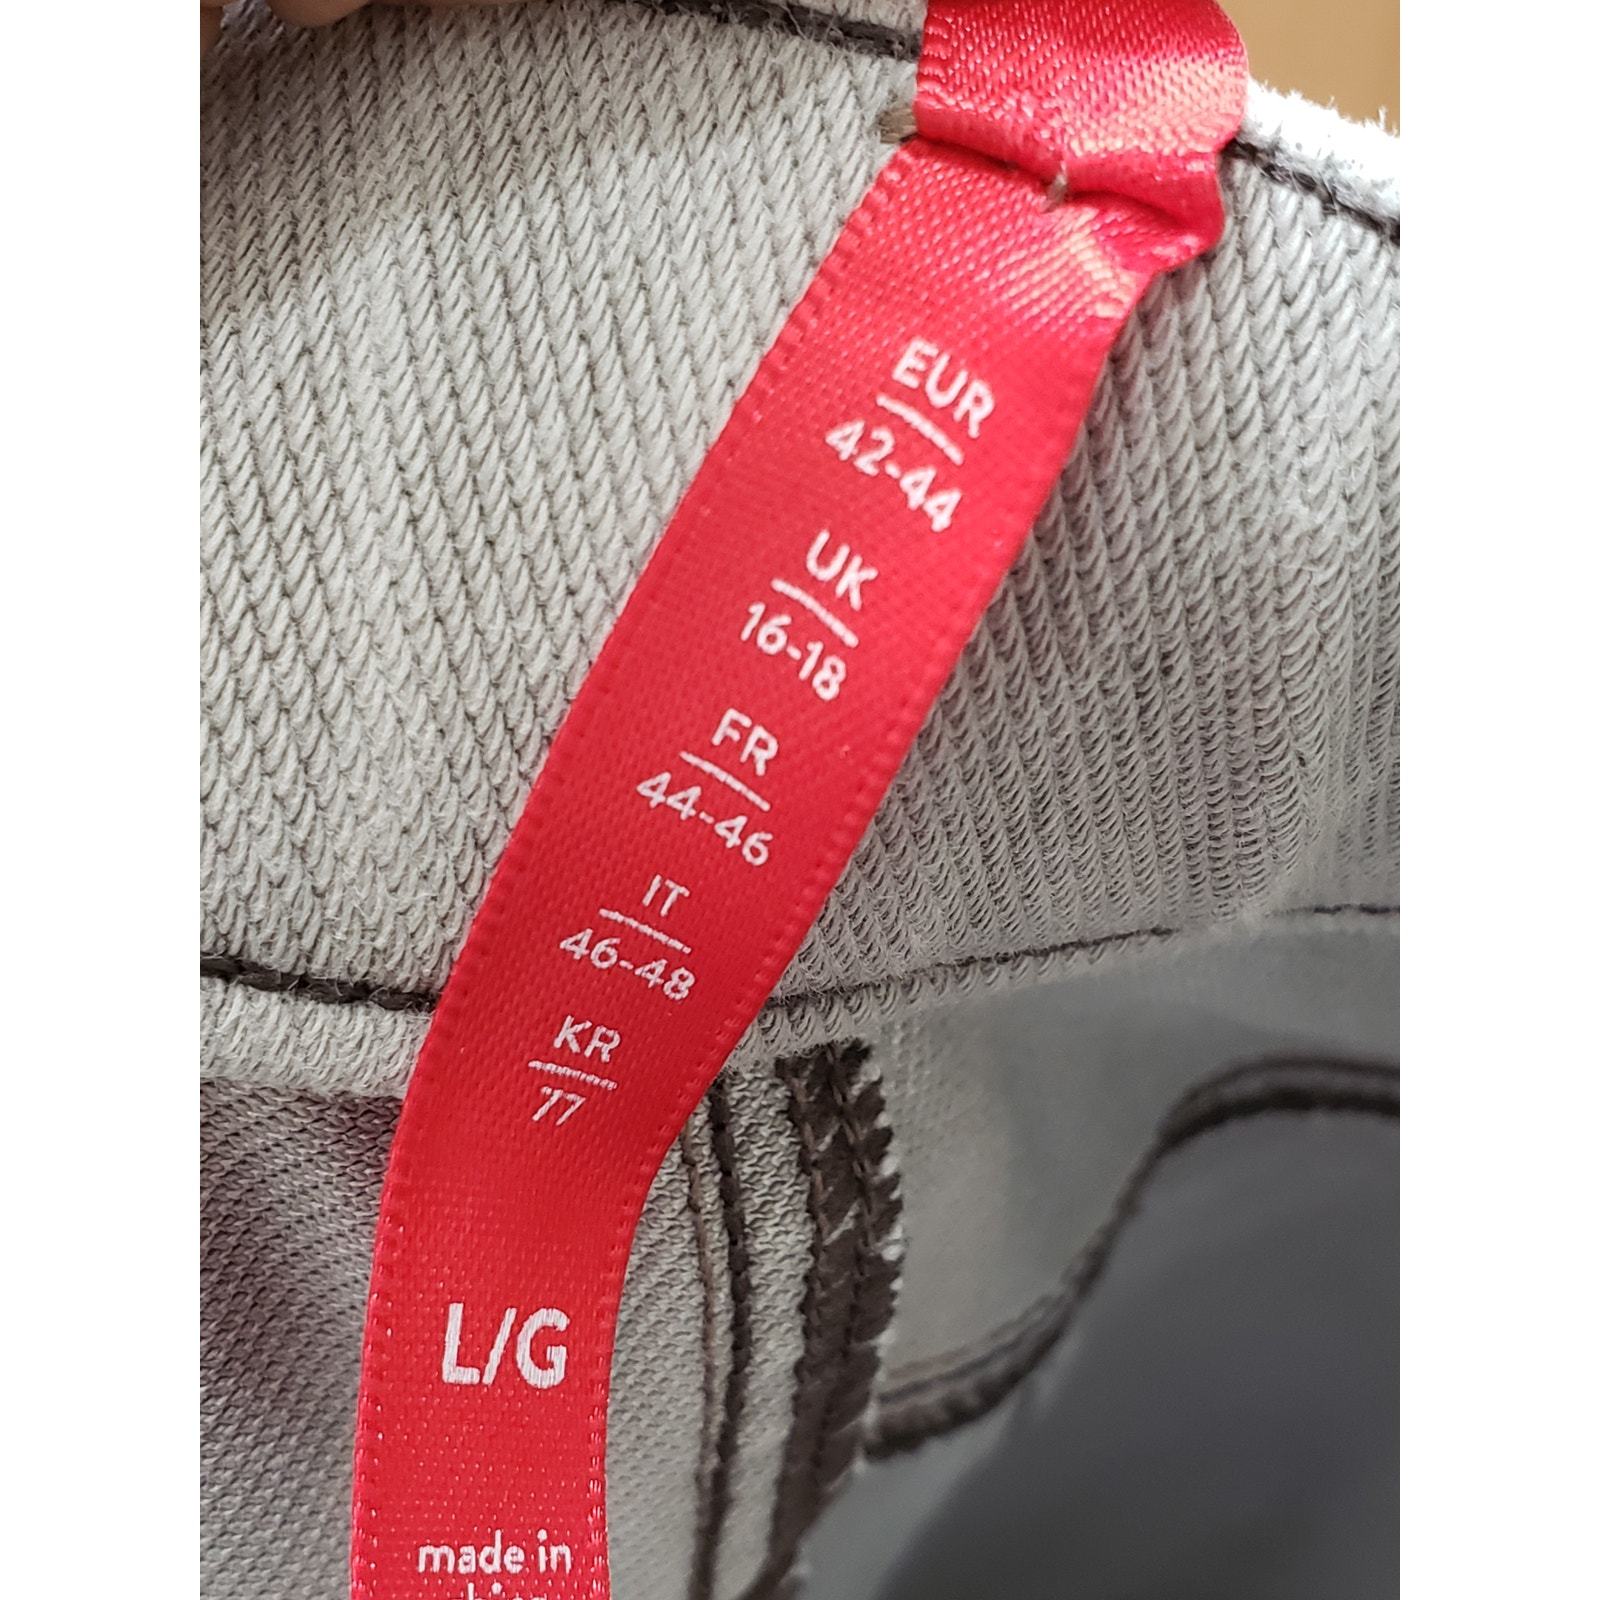 EUR
42-44
UK
16-18
FR
44-46
IT
46-48
KR
77
L/G
made in